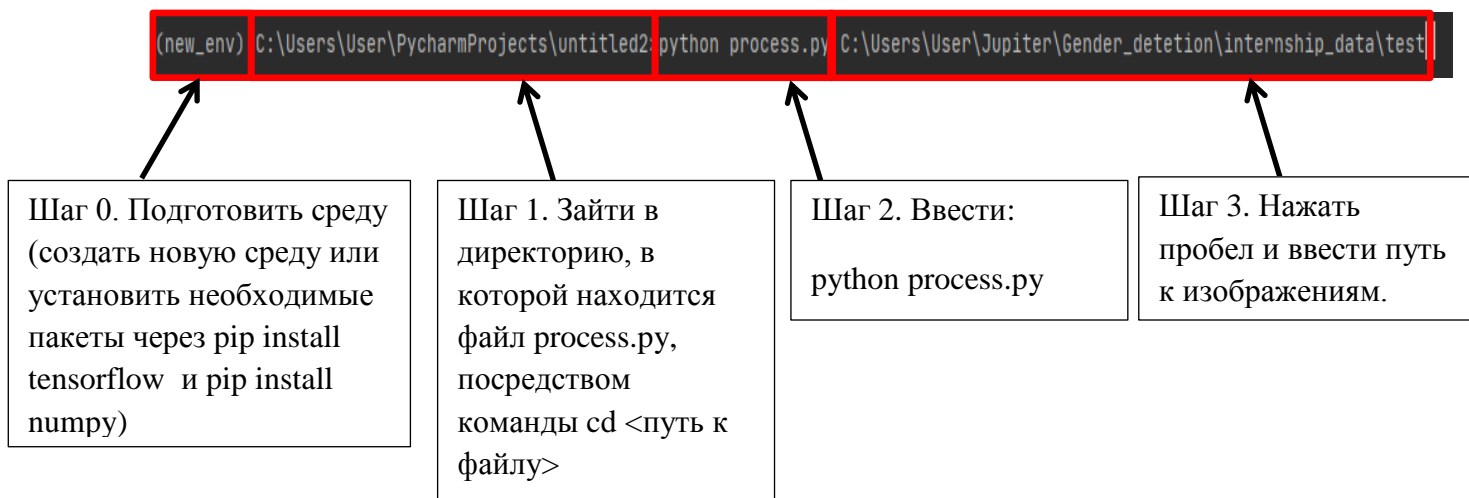 (new_env) C:\Users\User\PycharmProjects\untitled2>python process.py C:\Users\User\Jupiter\Gender_detetion\internship_data\test
Шаг 0. Подготовить среду
(создать новую среду или
установить необходимые
пакеты через pip install
tensorflow и pip install
numpy)
Шаг 1. Зайти в
директорию, в
которой находится
файл process.py,
посредством
команды cd <путь к
файлу>
Шаг 2. Ввести:
python process.py
Шаг 3. Нажать
пробел и ввести путь
к изображениям.